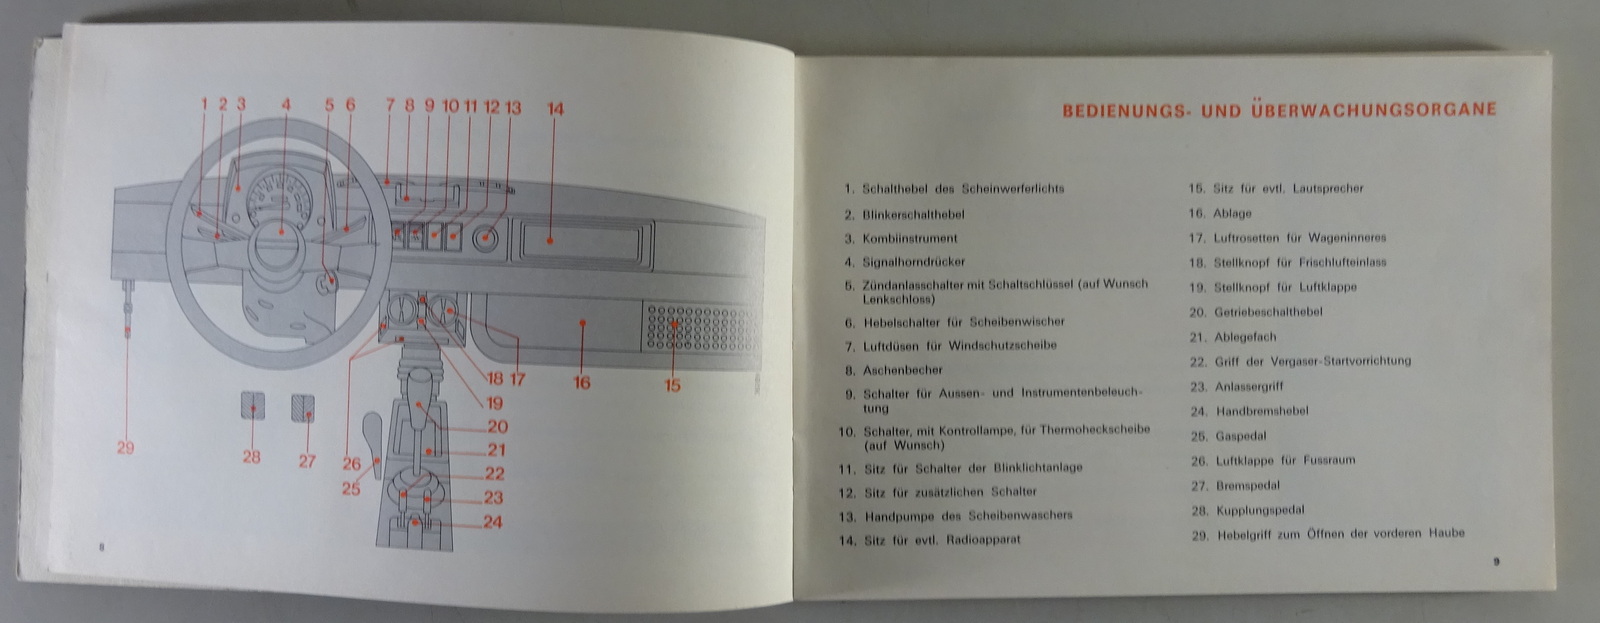 1 2 3 4 5 6 7 8 9 10 11 12 13 14
18 17 16 15
19
20
29 28 27 26 21
25 22
23
24
8
BEDIENUNGS- UND ÜBERWACHUNGSORGANE
1. Schalthebel des Scheinwerferlichts
2. Blinkerschalthebel
3. Kombiinstrument
4. Signalhorndrücker
5. Zündanlasschalter mit Schaltschlüssel (auf Wunsch
Lenkschloss)
6. Hebelschalter für Scheibenwischer
7. Luftdüsen für Windschutzscheibe
8. Aschenbecher
9. Schalter für Aussen- und Instrumentenbeleuch-
tung
10. Schalter, mit Kontrollampe, für Thermoheckscheibe
(auf Wunsch)
11. Sitz für Schalter der Blinklichtanlage
12. Sitz für zusätzlichen Schalter
13. Handpumpe des Scheibenwaschers
14. Sitz für evtl. Radioapparat
15. Sitz für evtl. Lautsprecher
16. Ablage
17. Luftrosetten für Wageninneres
18. Stellknopf für Frischlufteinlass
19. Stellknopf für Luftklappe
20. Getriebeschalthebel
21. Ablegefach
22. Griff der Vergaser-Startvorrichtung
23. Anlassergriff
24. Handbremshebel
25. Gaspedal
26. Luftklappe für Fussraum
27. Bremspedal
28. Kupplungspedal
29. Hebelgriff zum Öffnen der vorderen Haube
9